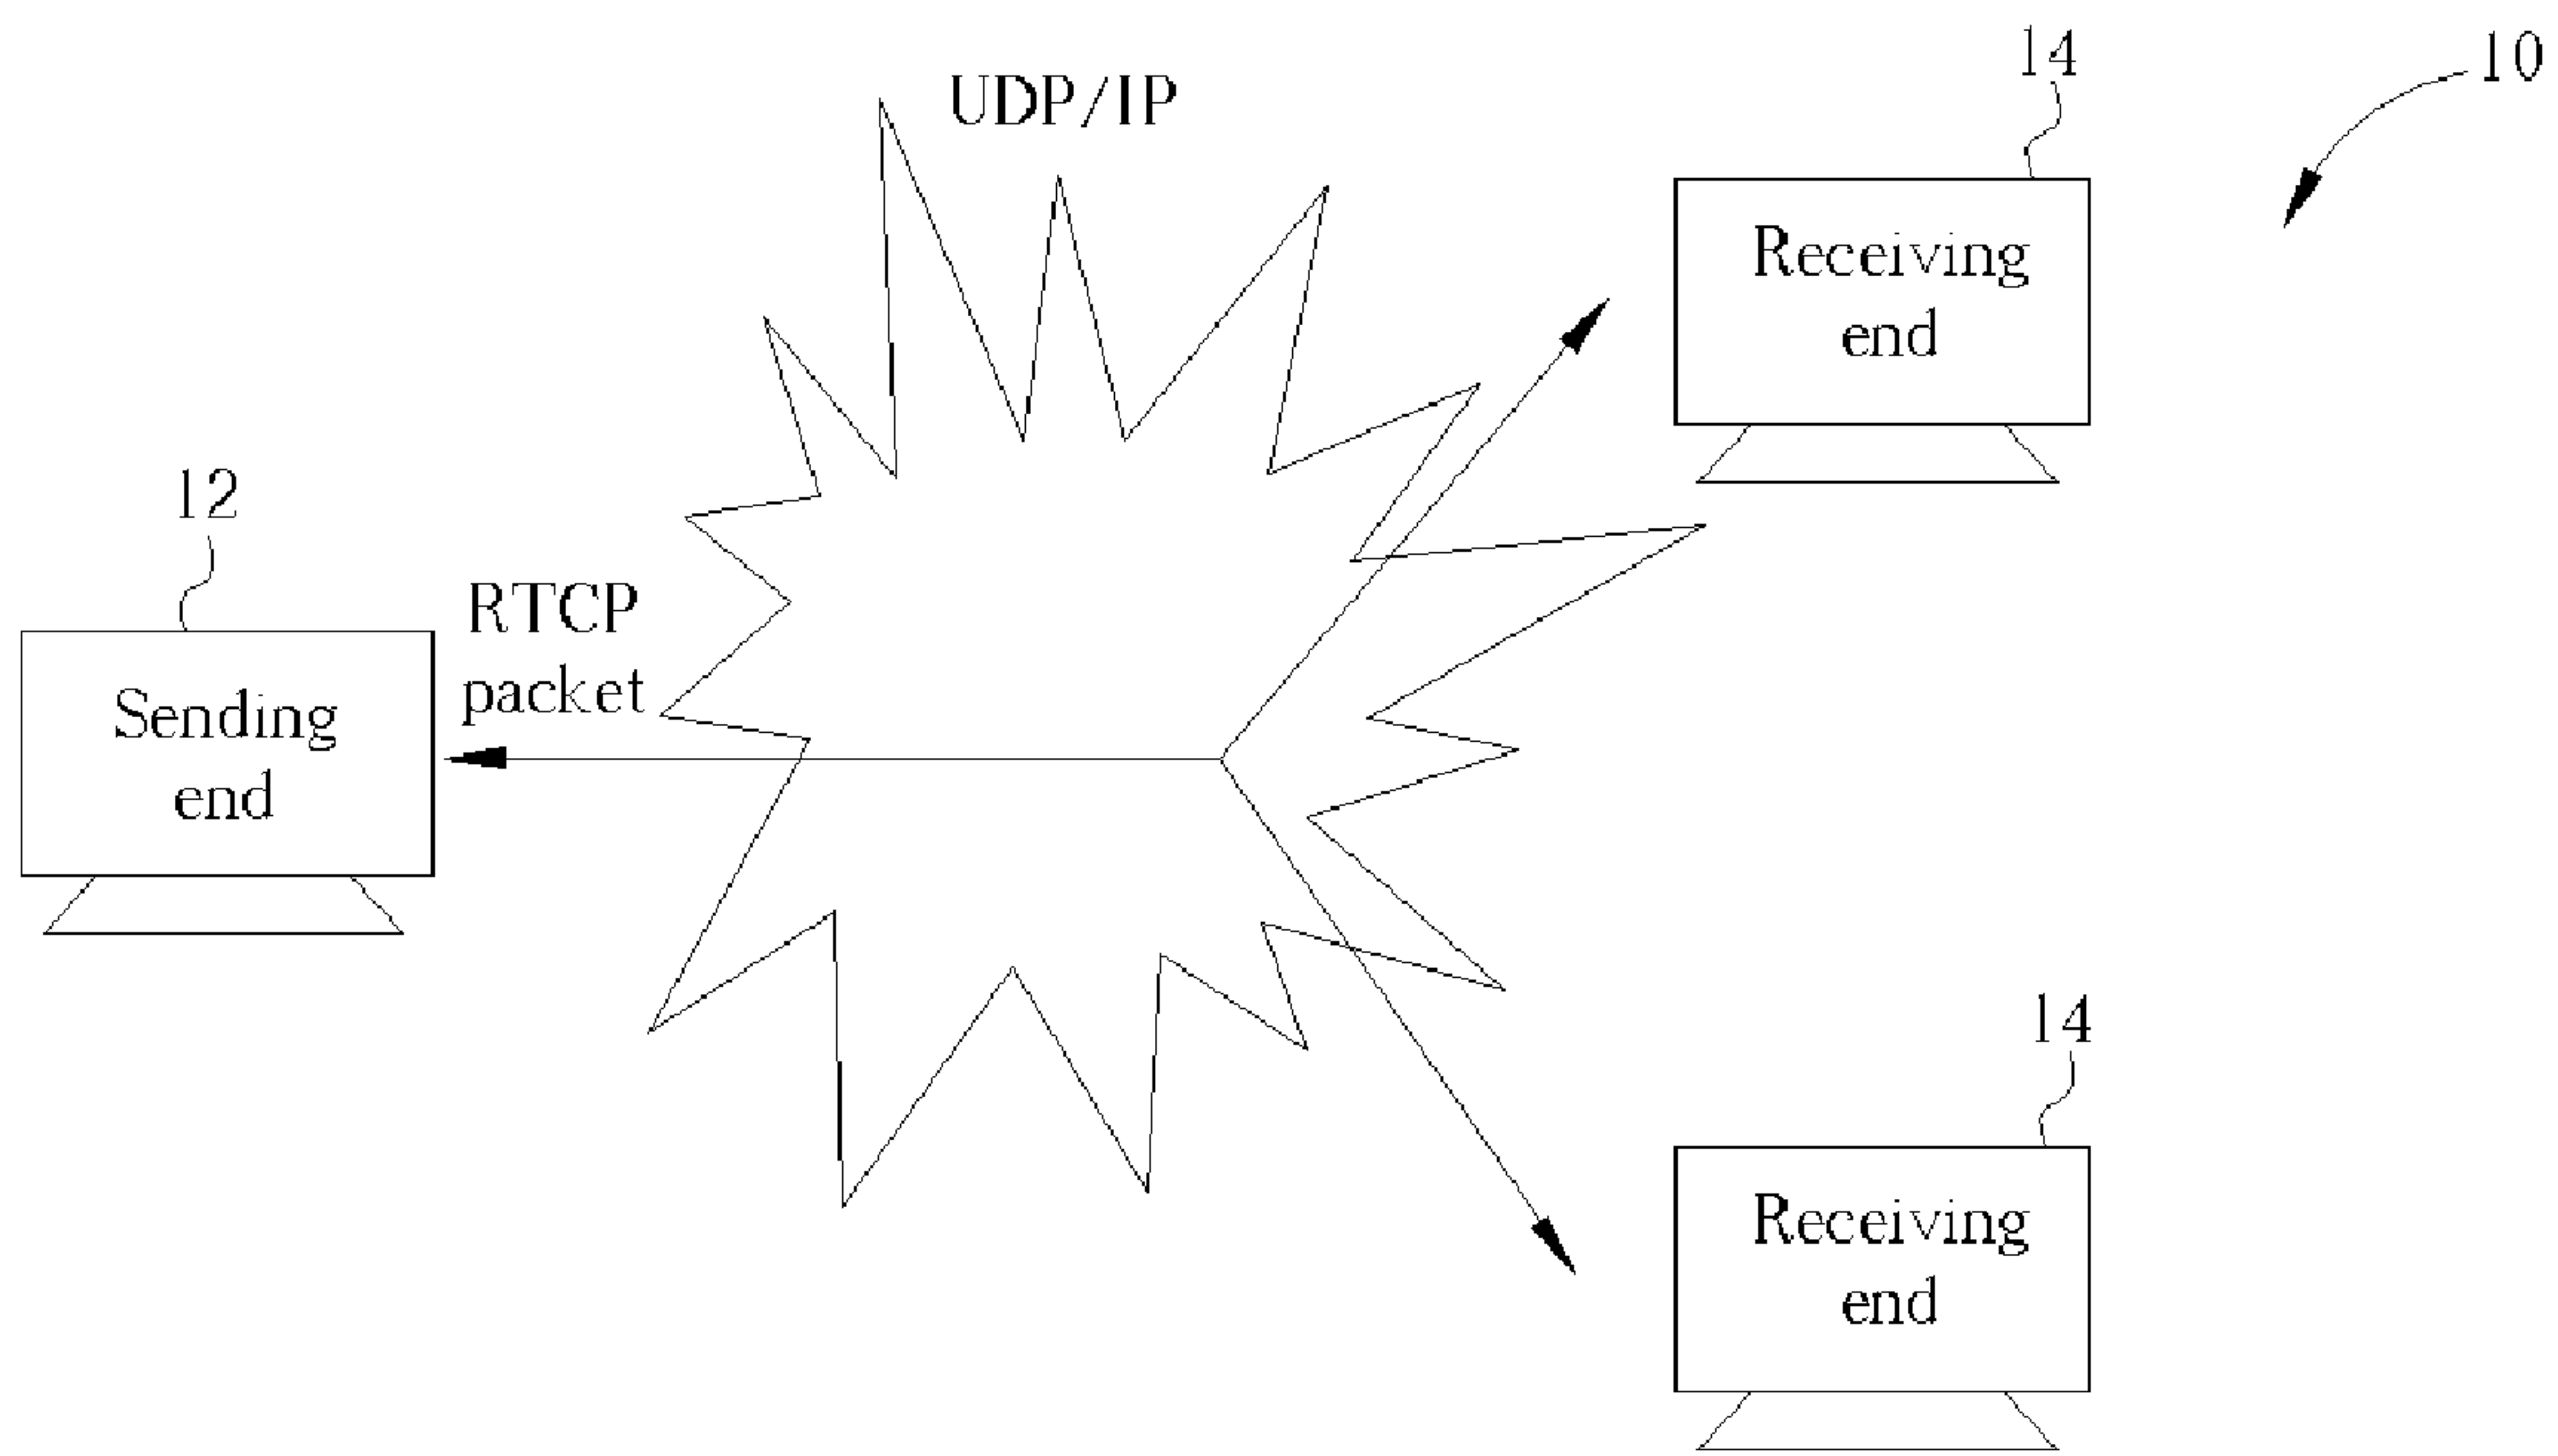 UDP/IP
14
10
Receiving
end
12
RTCP
packet
Sending
end
14
Receiving
end